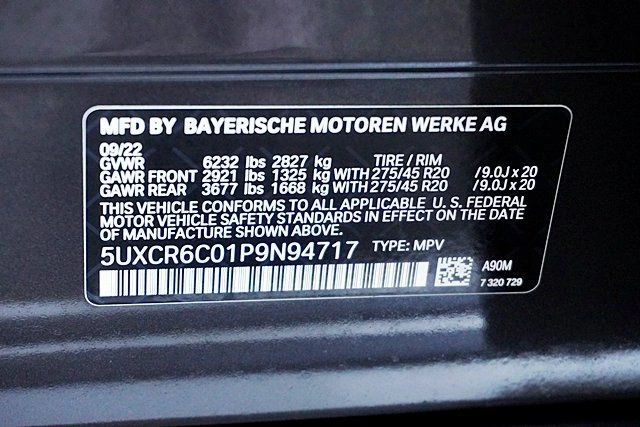 MFD BY BAYERISCHE MOTOREN WERKE AG
09/22
GVWR 6232 lbs 2827 kg TIRE / RIM
GAWR FRONT 2921 lbs 1325 kg WITH 275/45 R20 / 9.0J x 20
GAWR REAR 3677 lbs 1668 kg WITH 275/45 R20 / 9.0J x 20
THIS VEHICLE CONFORMS TO ALL APPLICABLE U. S. FEDERAL
MOTOR VEHICLE SAFETY STANDARDS IN EFFECT ON THE DATE
OF MANUFACTURE SHOWN ABOVE.
5UXCR6C01P9N94717 TYPE: MPV
A90M
7 320 729